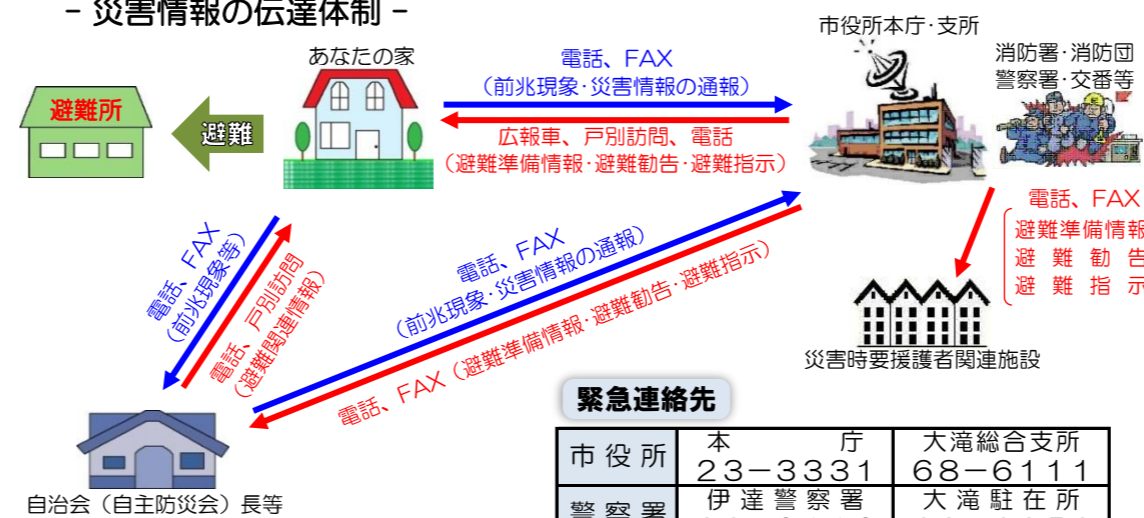 - 災害情報の伝達体制 -
市役所本庁・支所
消防署・消防団
警察署・交番等
あなたの家
避難所
避難
電話、FAX
（前兆現象・災害情報の通報）
広報車、戸別訪問、電話
（避難準備情報・避難勧告・避難指示）
電話、FAX
避難準備情報
避難勧告
避難指示
災害時要援護者関連施設
電話、FAX
（前兆現象等）
電話、戸別訪問
（避難関連情報）
電話、FAX
（前兆現象・災害情報の通報）
電話、FAX（避難準備情報・避難勧告・避難指示）
自治会（自主防災会）長等
緊急連絡先
市役所
本庁
23-3331
大滝総合支所
68-6111
警察署
伊達警察署
大滝駐在所